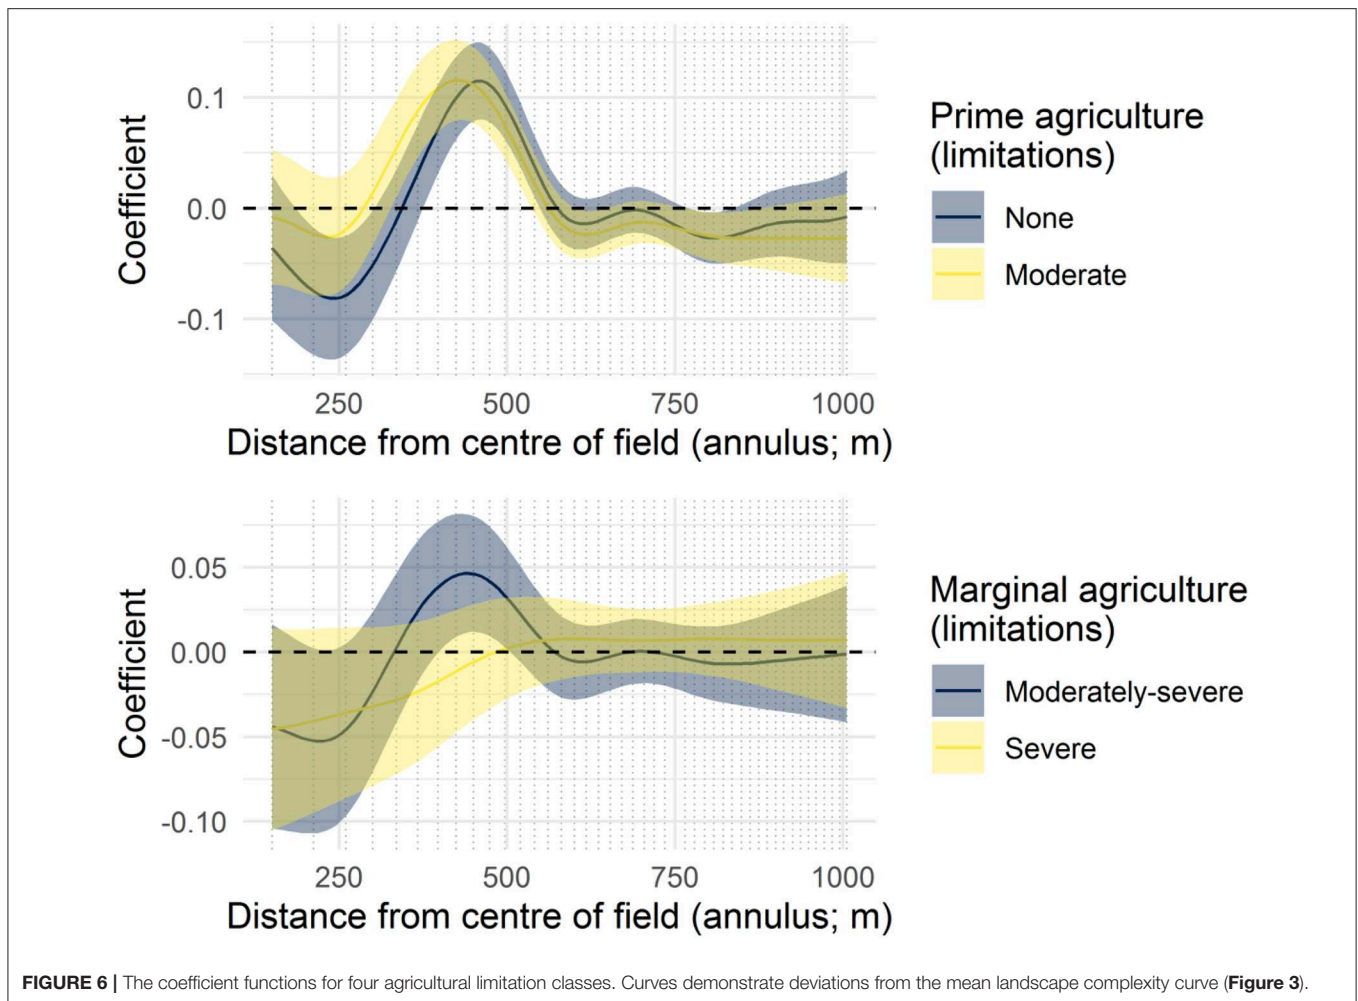 Coefficient
0.1
0.0
-0.1
250 500 750 1000
Distance from centre of field (annulus; m)
Prime agriculture
(limitations)
None
Moderate
Coefficient
0.05
0.00
-0.05
-0.10
250 500 750 1000
Distance from centre of field (annulus; m)
Marginal agriculture
(limitations)
Moderately-severe
Severe
FIGURE 6 | The coefficient functions for four agricultural limitation classes. Curves demonstrate deviations from the mean landscape complexity curve (Figure 3).